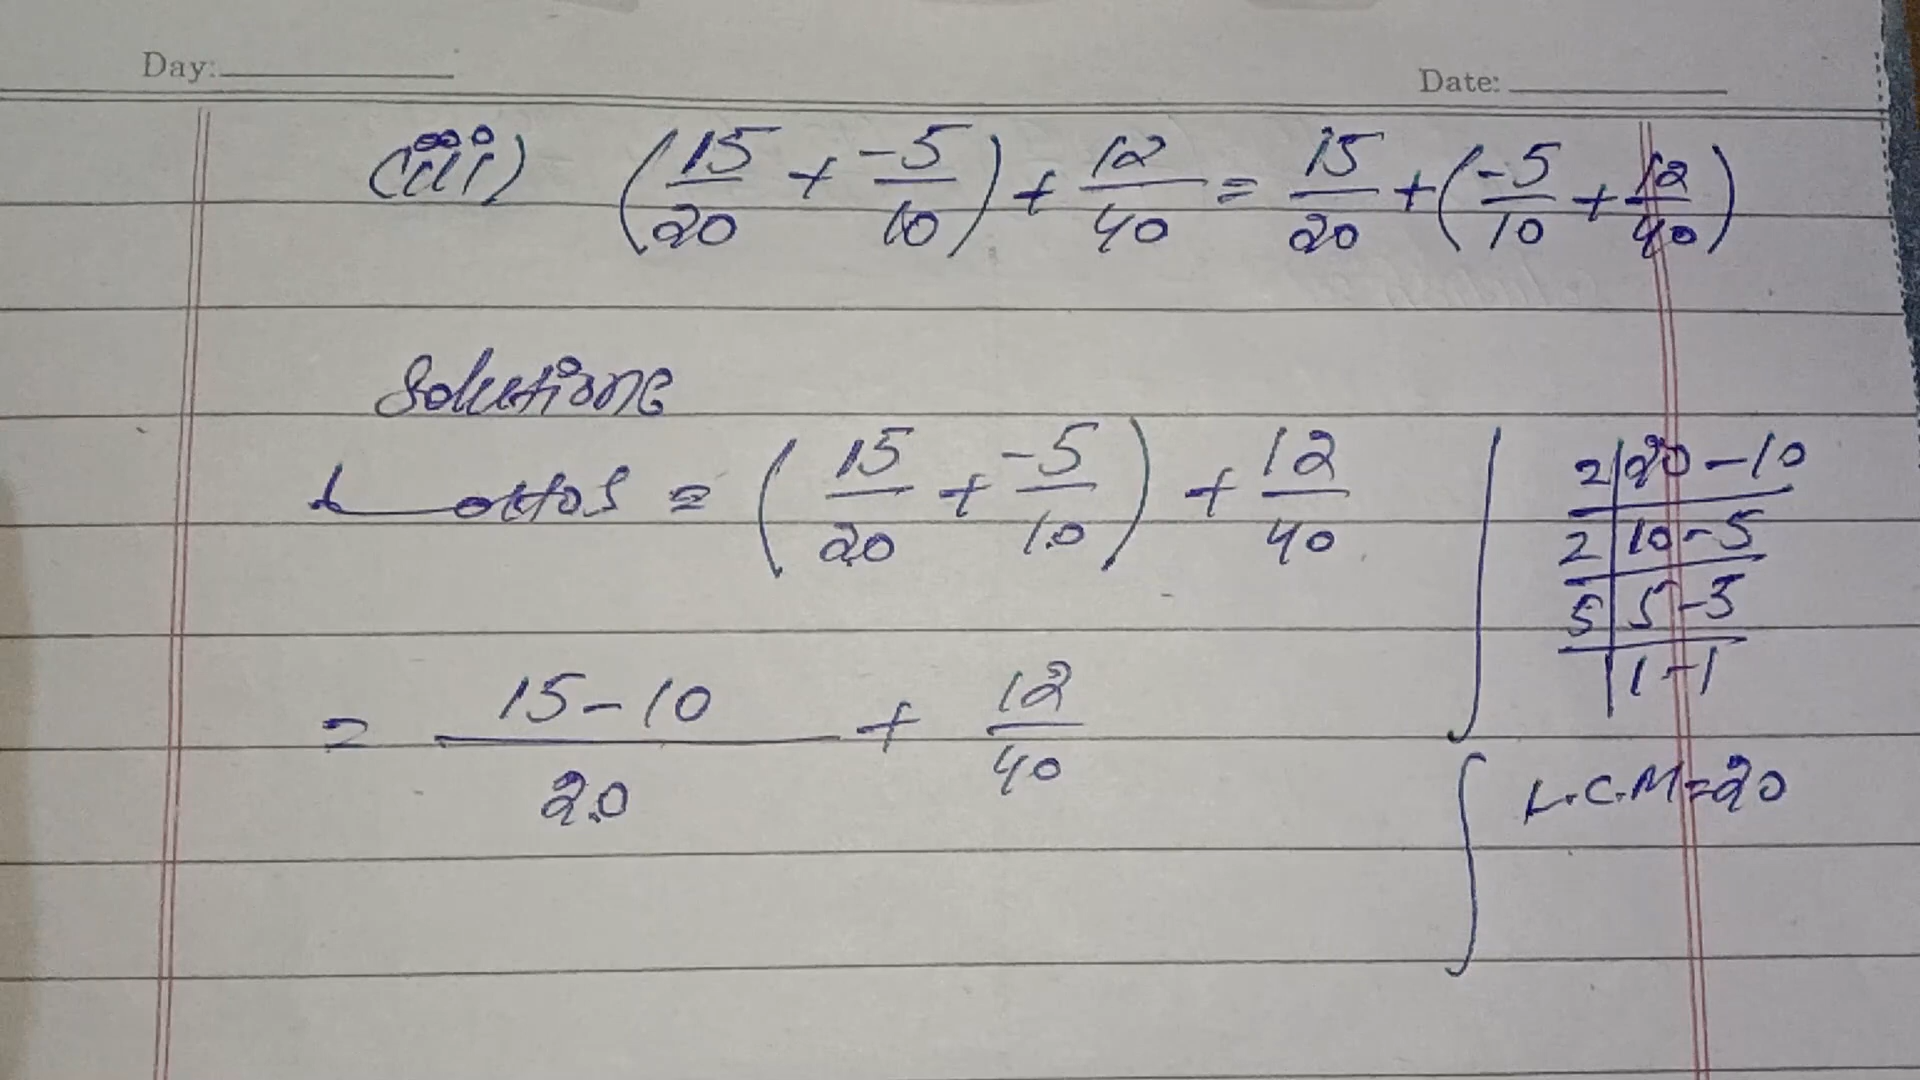 Day: Date:
(iii) (15/20 + -5/10) + 12/40 = 15/20 + (-5/10 + 12/40)
Solution:
L.H.S = (15/20 + -5/10) + 12/40
2 | 20 - 10
2 | 10 - 5
5 | 5 - 5
1 - 1
= 15 - 10/20 + 12/40
L.C.M = 20